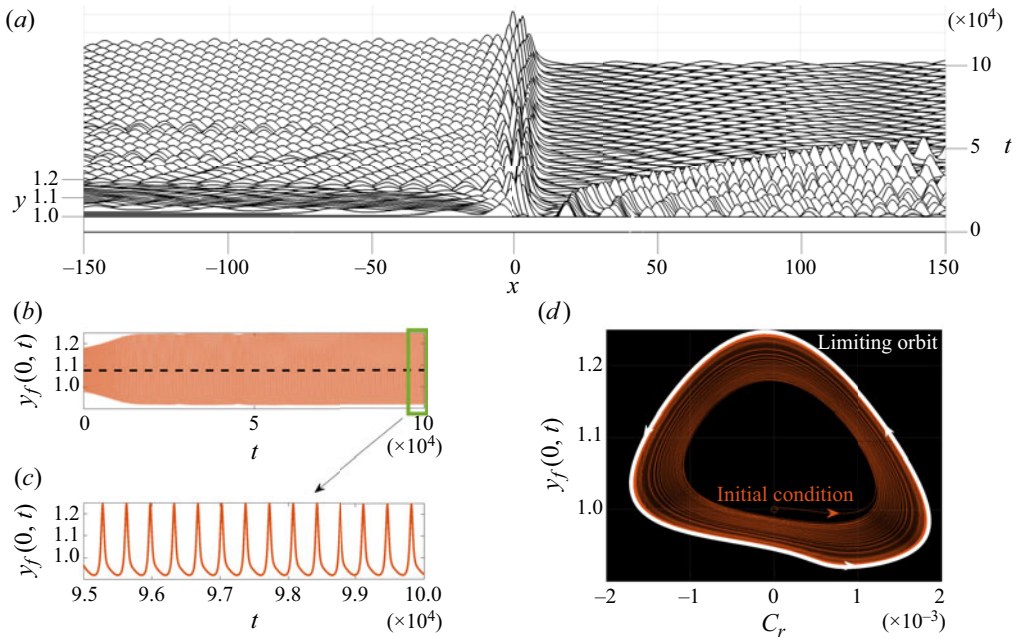 (a)
(×10⁴)
10
5
t
0
1.2
y 1.1
1.0
–150
–100
–50
0
50
100
150
x
(b)
1.2
1.1
1.0
y_f(0, t)
0
5
10
t
(×10⁴)
(c)
1.2
1.0
y_f(0, t)
9.5
9.6
9.7
9.8
9.9
10.0
t
(×10⁴)
(d)
Limiting orbit
1.2
1.1
1.0
y_f(0, t)
Initial condition
–2
–1
0
1
2
C_r
(×10⁻³)